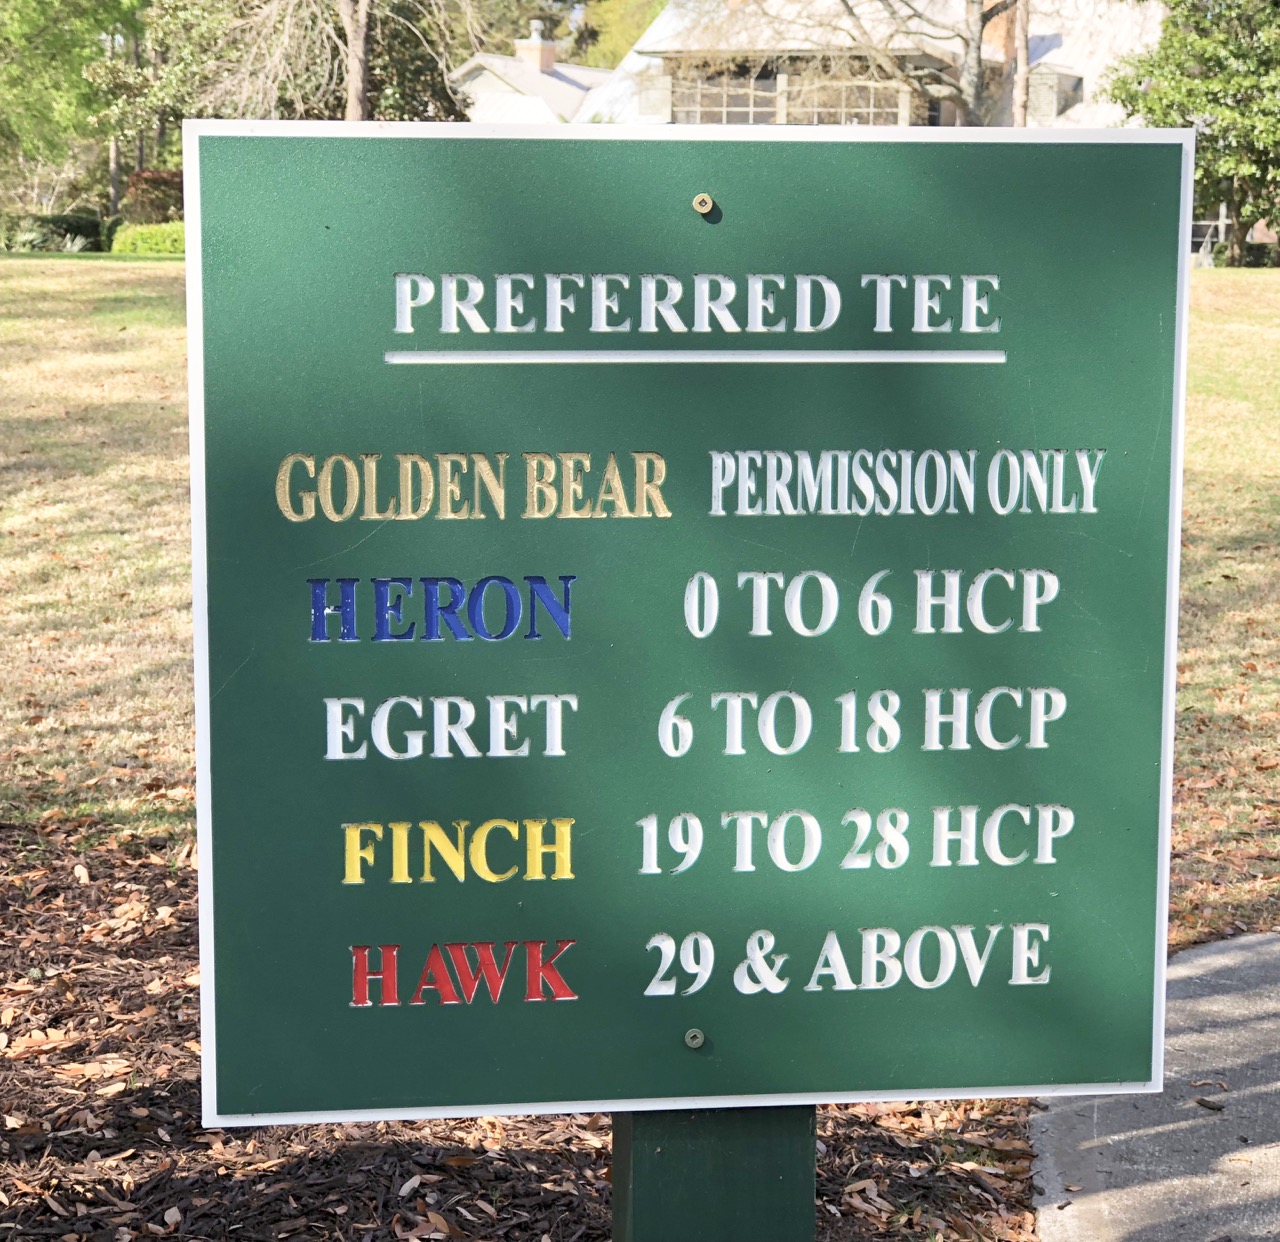 PREFERRED TEE
GOLDEN BEAR PERMISSION ONLY
HERON 0 TO 6 HCP
EGRET 6 TO 18 HCP
FINCH 19 TO 28 HCP
HAWK 29 & ABOVE